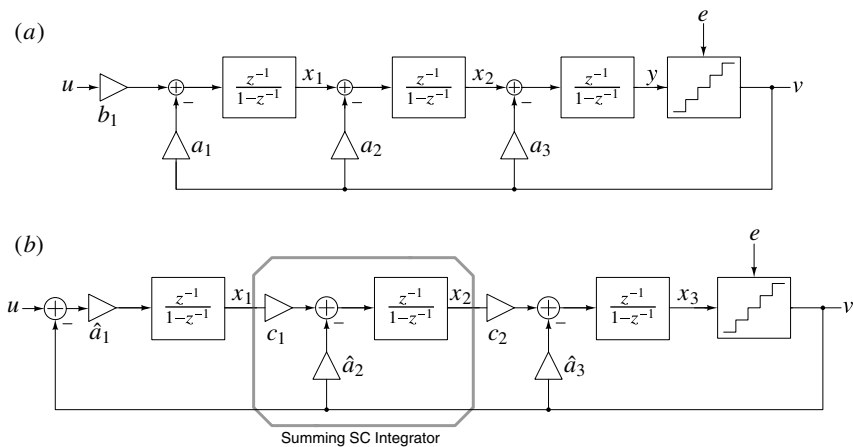 (a)
e
u
b₁
z⁻¹
1−z⁻¹
x₁
z⁻¹
1−z⁻¹
x₂
z⁻¹
1−z⁻¹
y
v
−
−
−
a₁
a₂
a₃
(b)
e
u
−
â₁
z⁻¹
1−z⁻¹
x₁
c₁
−
z⁻¹
1−z⁻¹
x₂
c₂
−
z⁻¹
1−z⁻¹
x₃
v
â₂
â₃
Summing SC Integrator